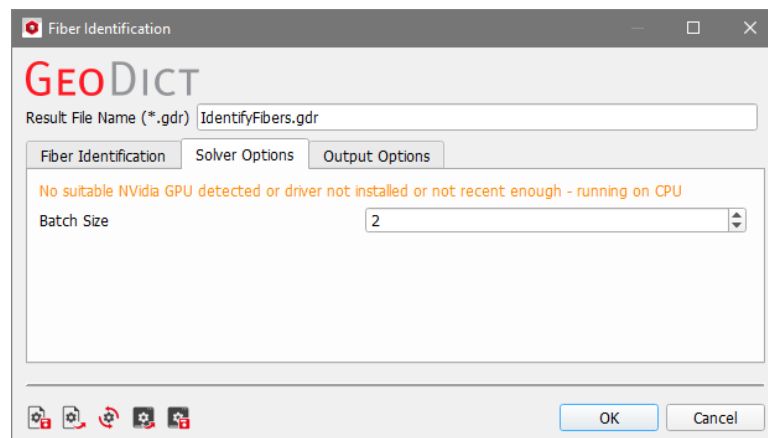 Fiber Identification
GEODICT
Result File Name (*.gdr) IdentifyFibers.gdr
Fiber Identification Solver Options Output Options
No suitable NVidia GPU detected or driver not installed or not recent enough - running on CPU
Batch Size 2
OK Cancel